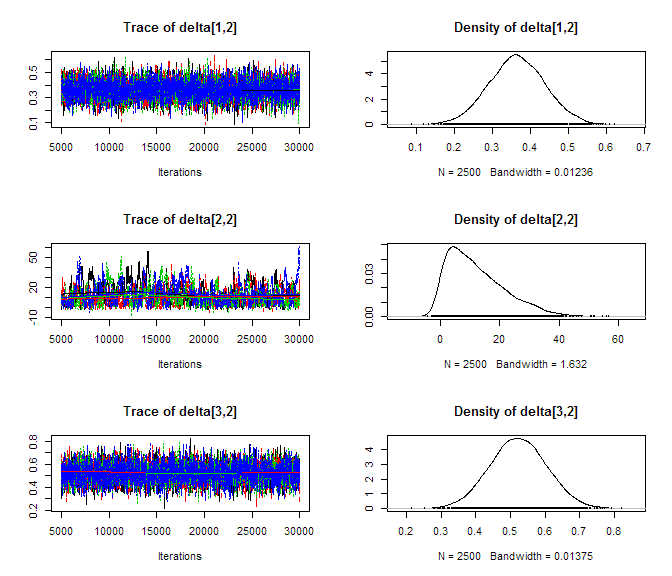 Trace of delta[1,2]
0.1 0.3 0.5
5000 10000 15000 20000 25000 30000
Iterations
Density of delta[1,2]
0 2 4
0.1 0.2 0.3 0.4 0.5 0.6 0.7
N = 2500 Bandwidth = 0.01236
Trace of delta[2,2]
-10 20 50
5000 10000 15000 20000 25000 30000
Iterations
Density of delta[2,2]
0.00 0.03
0 20 40 60
N = 2500 Bandwidth = 1.632
Trace of delta[3,2]
0.2 0.4 0.6 0.8
5000 10000 15000 20000 25000 30000
Iterations
Density of delta[3,2]
0 1 2 3 4
0.2 0.3 0.4 0.5 0.6 0.7 0.8
N = 2500 Bandwidth = 0.01375